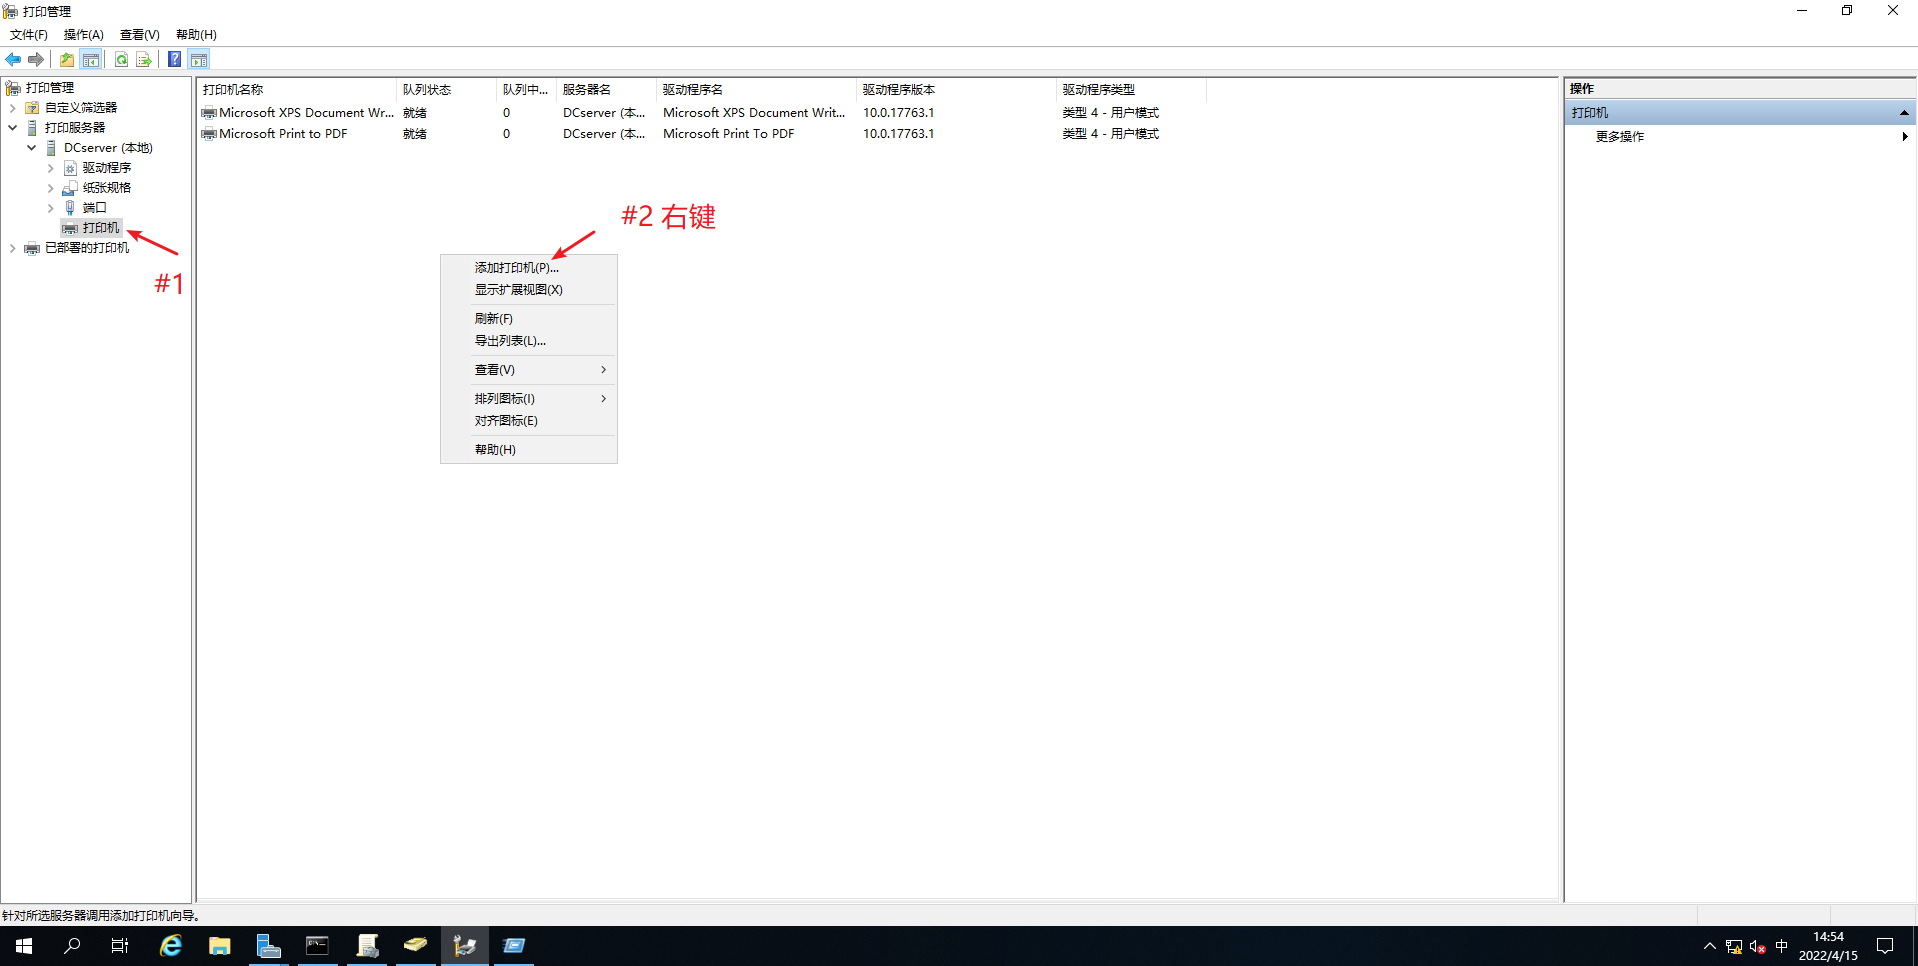 打印管理
文件(F) 操作(A) 查看(V) 帮助(H)
打印管理
自定义筛选器
打印服务器
DCserver (本地)
驱动程序
纸张规格
端口
打印机
已部署的打印机
#1
打印机名称 队列状态 队列中... 服务器名 驱动程序名 驱动程序版本 驱动程序类型
Microsoft XPS Document Wr... 就绪 0 DCserver (本... Microsoft XPS Document Writ... 10.0.17763.1 类型 4 - 用户模式
Microsoft Print to PDF 就绪 0 DCserver (本... Microsoft Print To PDF 10.0.17763.1 类型 4 - 用户模式
#2 右键
添加打印机(P)...
显示扩展视图(X)
刷新(F)
导出列表(L)...
查看(V)
排列图标(I)
对齐图标(E)
帮助(H)
操作
打印机
更多操作
针对所选服务器调用添加打印机向导。
中
14:54
2022/4/15